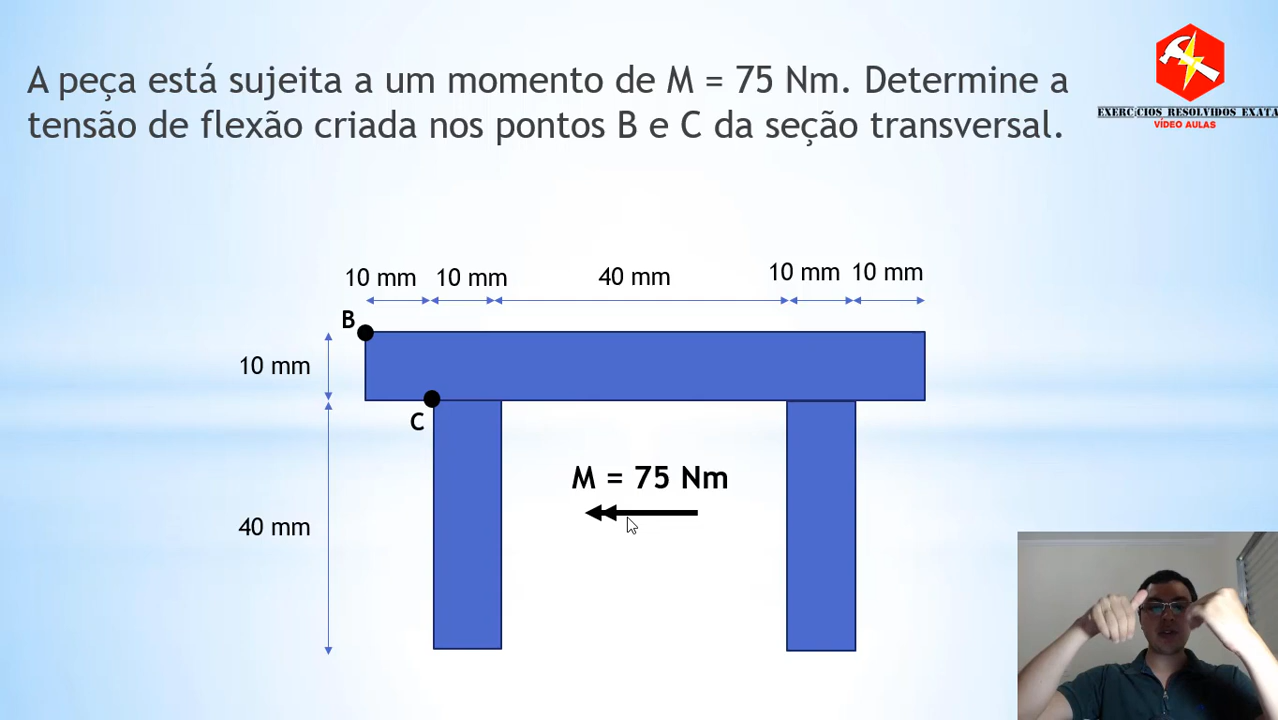 A peça está sujeita a um momento de M = 75 Nm. Determine a
tensão de flexão criada nos pontos B e C da seção transversal.
EXERCíCIOS RESOLVIDOS EXATA
VÍDEO AULAS
10 mm 10 mm 40 mm 10 mm 10 mm
B
10 mm
C
M = 75 Nm
40 mm